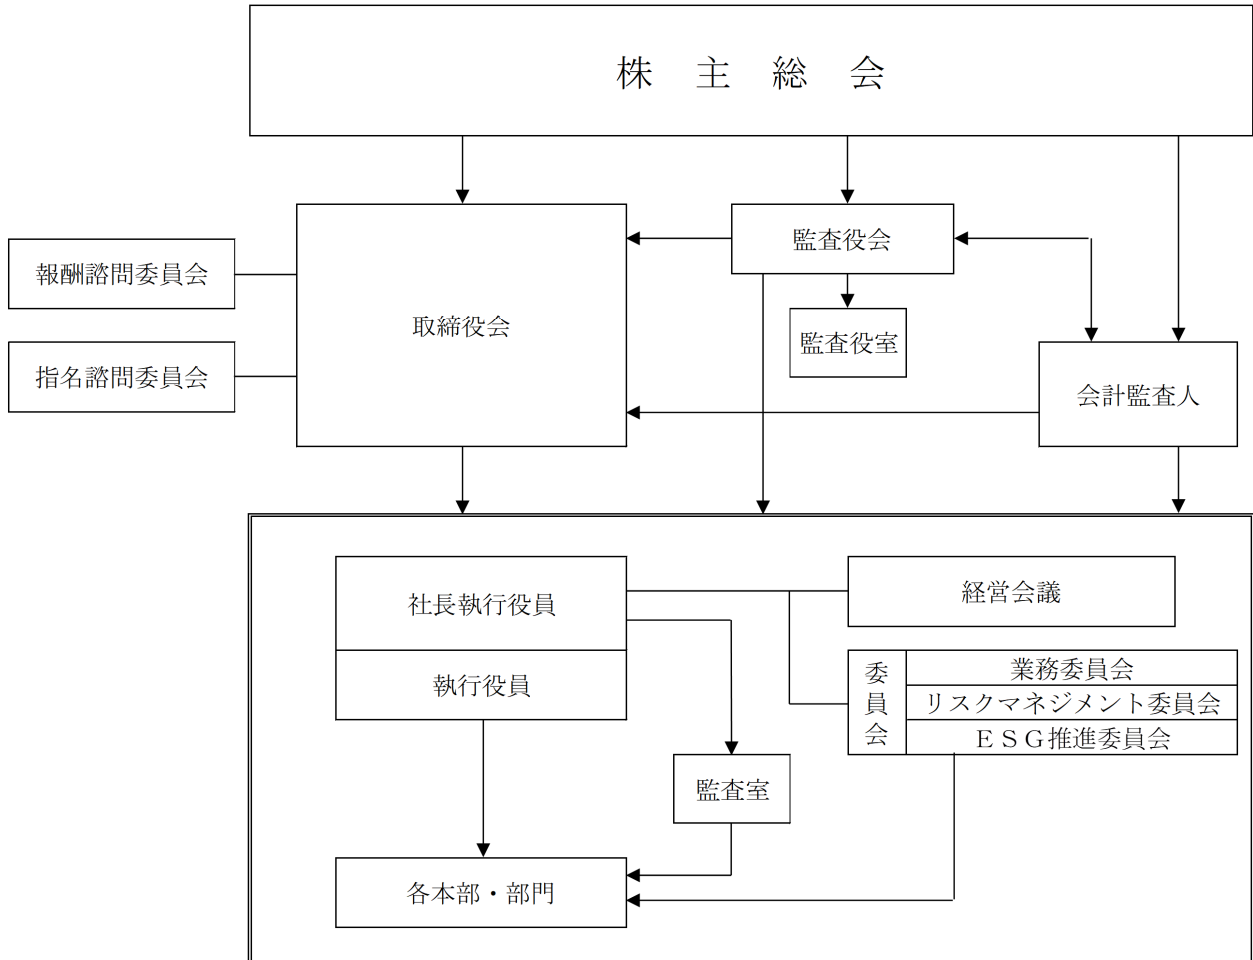 株 主 総 会
監査役会
報酬諮問委員会
取締役会
監査役室
指名諮問委員会
会計監査人
社長執行役員
経営会議
執行役員
委員会
業務委員会
リスクマネジメント委員会
ＥＳＧ推進委員会
監査室
各本部・部門